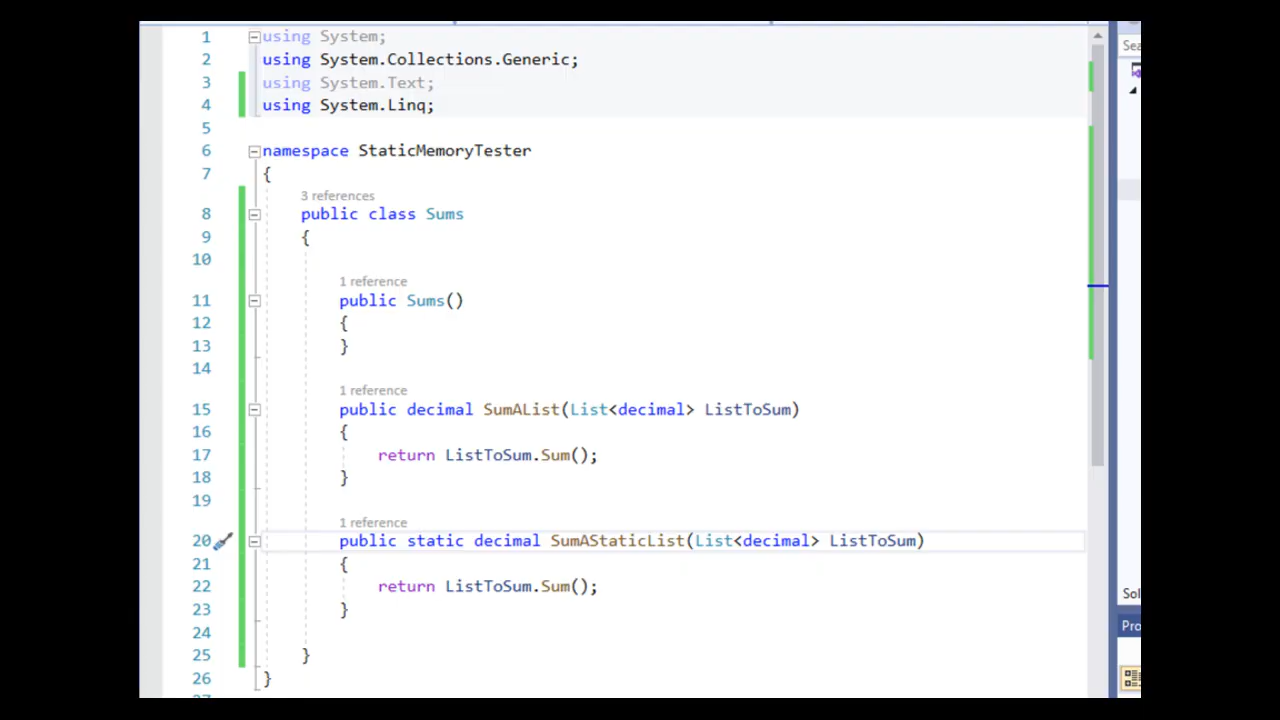 1 using System;
2 using System.Collections.Generic;
3 using System.Text;
4 using System.Linq;
5
6 namespace StaticMemoryTester
7 {
3 references
8 public class Sums
9 {
10
1 reference
11 public Sums()
12 {
13 }
14
1 reference
15 public decimal SumAList(List<decimal> ListToSum)
16 {
17 return ListToSum.Sum();
18 }
19
1 reference
20 public static decimal SumAStaticList(List<decimal> ListToSum)
21 {
22 return ListToSum.Sum();
23 }
24
25 }
26 }
Sea
Sol
Pro